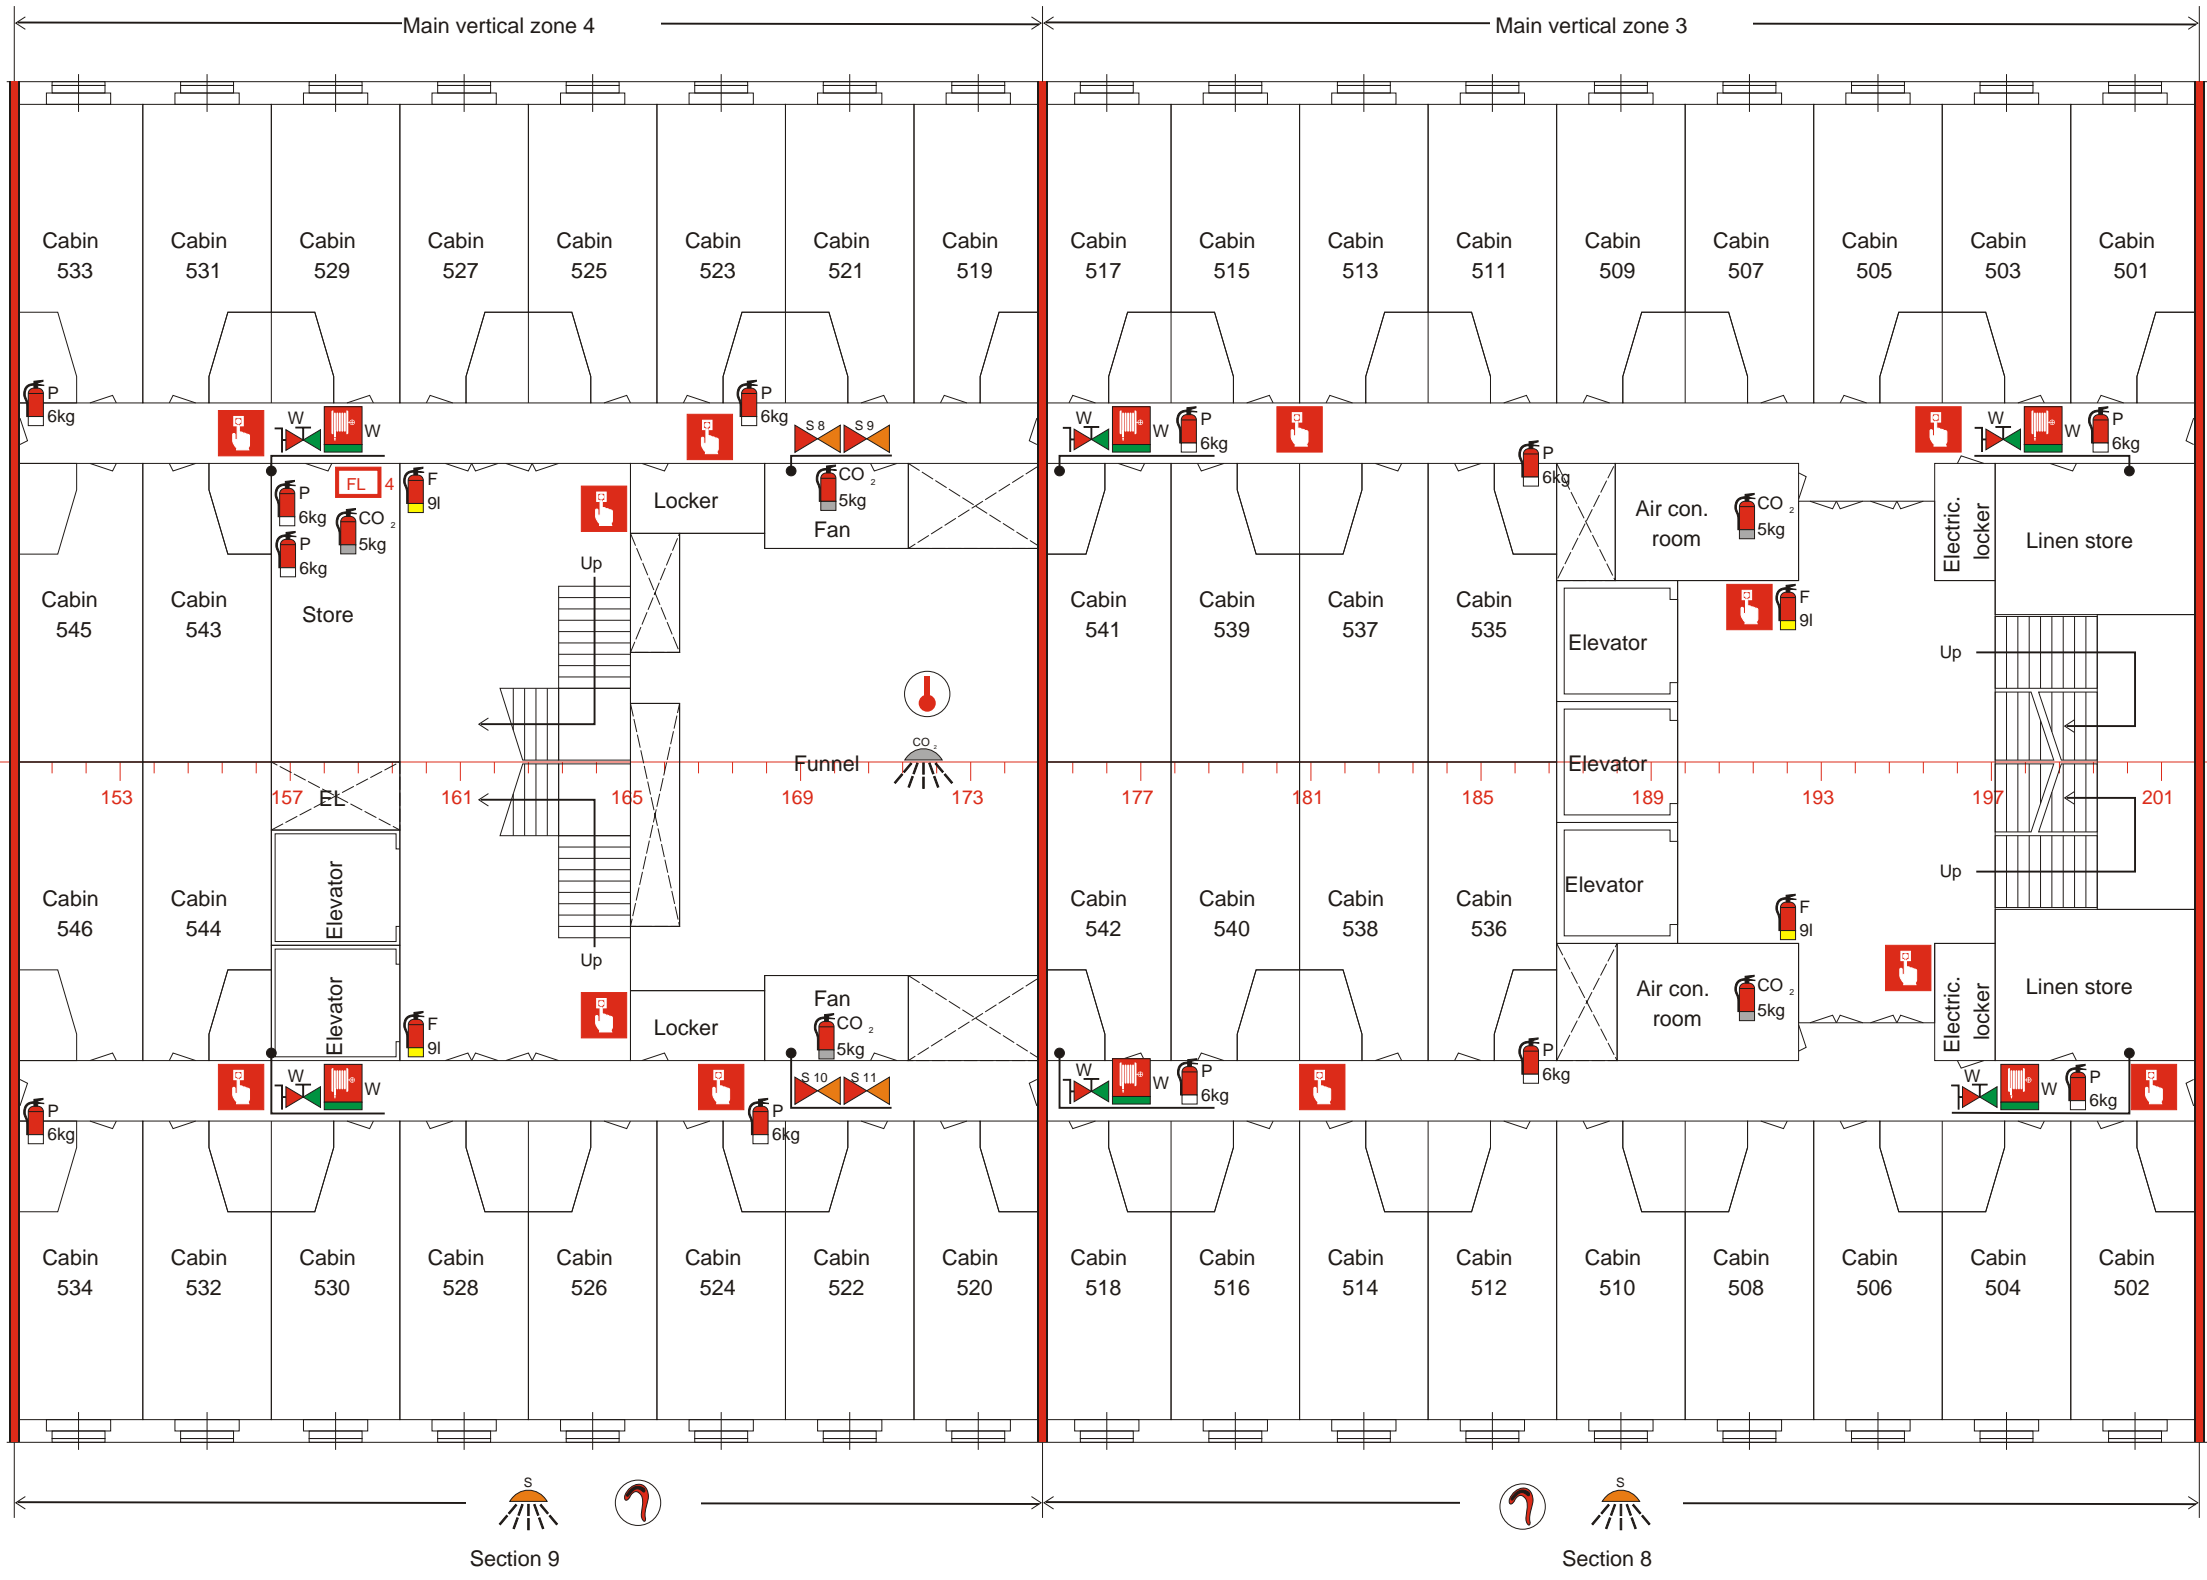 Main vertical zone 4
Main vertical zone 3
Cabin 533
Cabin 531
Cabin 529
Cabin 527
Cabin 525
Cabin 523
Cabin 521
Cabin 519
Cabin 517
Cabin 515
Cabin 513
Cabin 511
Cabin 509
Cabin 507
Cabin 505
Cabin 503
Cabin 501
P 6kg
W
W
P 6kg
S 8
S 9
W
W
P 6kg
P 6kg
W
W
P 6kg
P 6kg
P 6kg
FL 4
CO2 5kg
F 9l
Locker
CO2 5kg
Fan
Air con. room
CO2 5kg
Electric. locker
Linen store
Up
Cabin 545
Cabin 543
Store
Cabin 541
Cabin 539
Cabin 537
Cabin 535
Elevator
F 9l
Up
Funnel
CO2
Elevator
153
157
EL
161
165
169
173
177
181
185
189
193
197
201
Cabin 546
Cabin 544
Elevator
Elevator
Up
Cabin 542
Cabin 540
Cabin 538
Cabin 536
Elevator
F 9l
Up
F 9l
Locker
Fan
CO2 5kg
Air con. room
CO2 5kg
Electric. locker
Linen store
P 6kg
W
W
P 6kg
S 10
S 11
W
W
P 6kg
P 6kg
W
W
P 6kg
Cabin 534
Cabin 532
Cabin 530
Cabin 528
Cabin 526
Cabin 524
Cabin 522
Cabin 520
Cabin 518
Cabin 516
Cabin 514
Cabin 512
Cabin 510
Cabin 508
Cabin 506
Cabin 504
Cabin 502
S
Section 9
S
Section 8